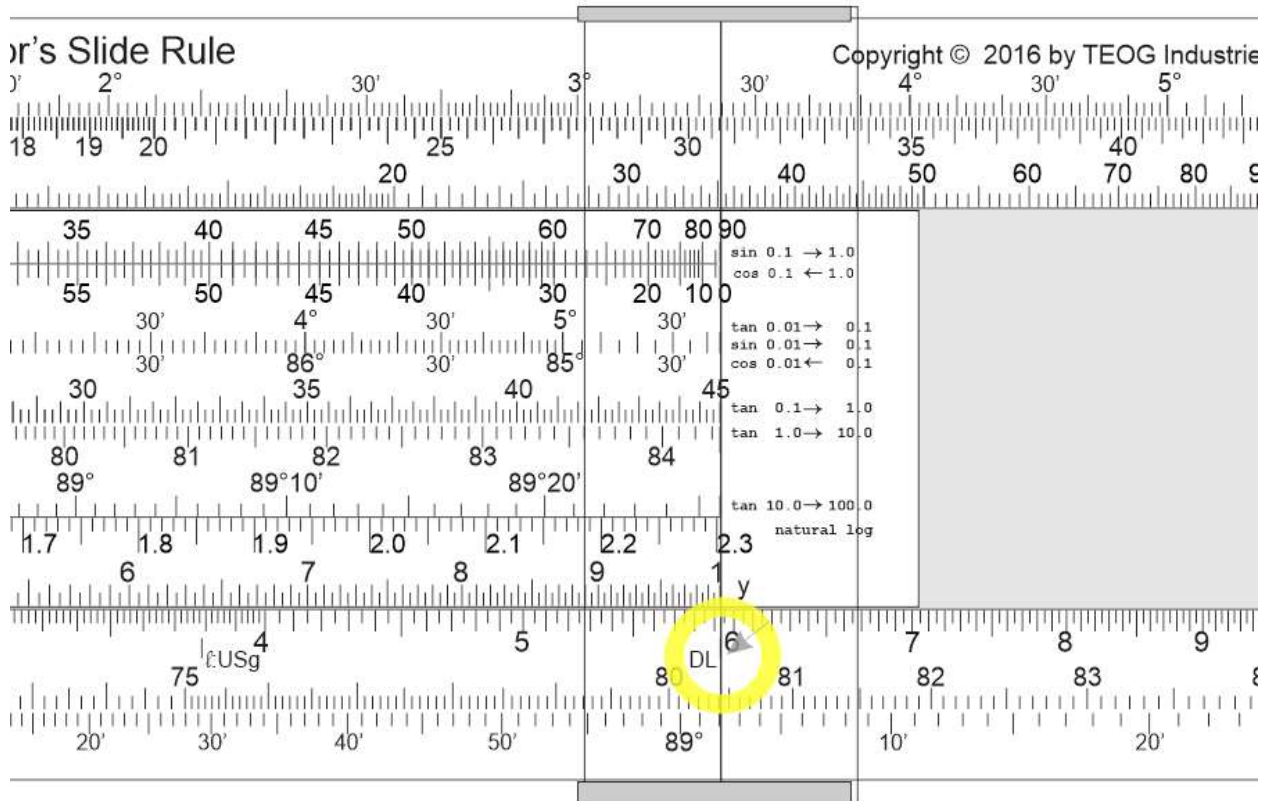 or's Slide Rule
Copyright © 2016 by TEOG Industrie
0' 2° 30' 3° 30' 4° 30' 5°
18 19 20 25 30 35 40
20 30 40 50 60 70 80 9
35 40 45 50 60 70 80 90
sin 0.1 → 1.0
cos 0.1 ← 1.0
55 50 45 40 30 20 10 0
30' 4° 30' 5° 30'
tan 0.01→ 0.1
sin 0.01→ 0.1
cos 0.01← 0.1
30' 86° 30' 85° 30'
30 35 40 45
tan 0.1→ 1.0
tan 1.0→ 10.0
80 81 82 83 84
89° 89°10' 89°20'
tan 10.0→100.0
natural log
1.7 1.8 1.9 2.0 2.1 2.2 2.3
6 7 8 9 1
y
4 5 6 7 8 9
ℓ:USg DL
75 80 81 82 83 8
20' 30' 40' 50' 89° 10' 20'